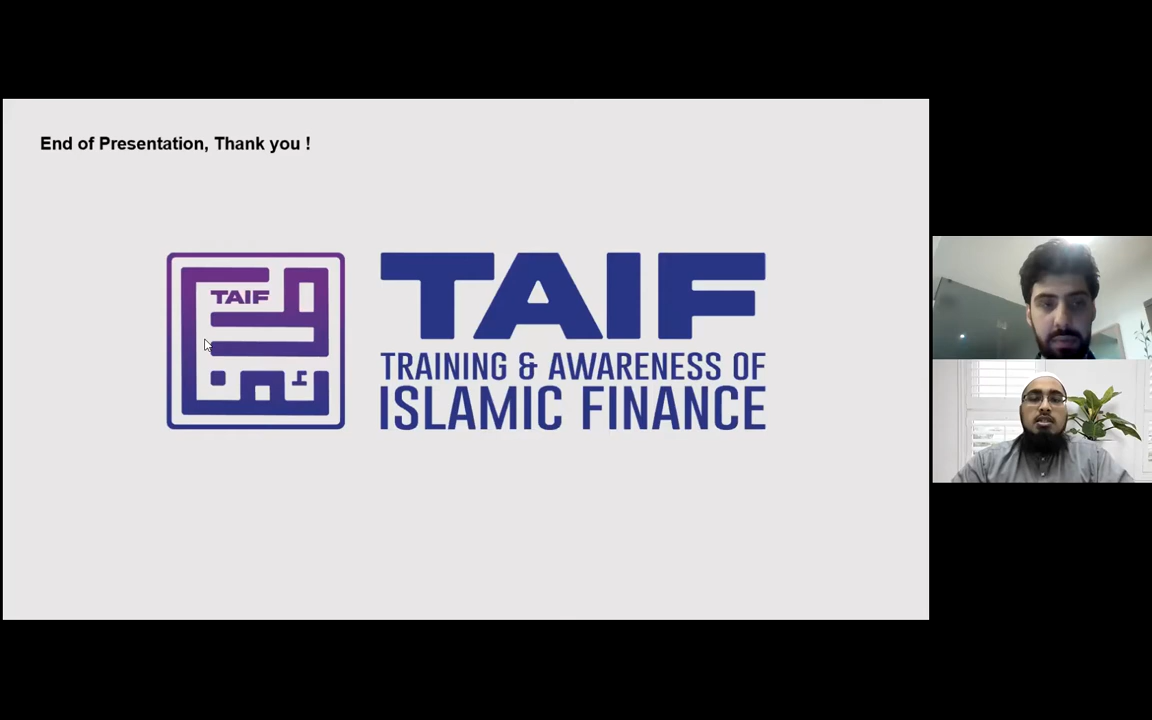 End of Presentation, Thank you !
TAIF
TAIF
TRAINING & AWARENESS OF
ISLAMIC FINANCE